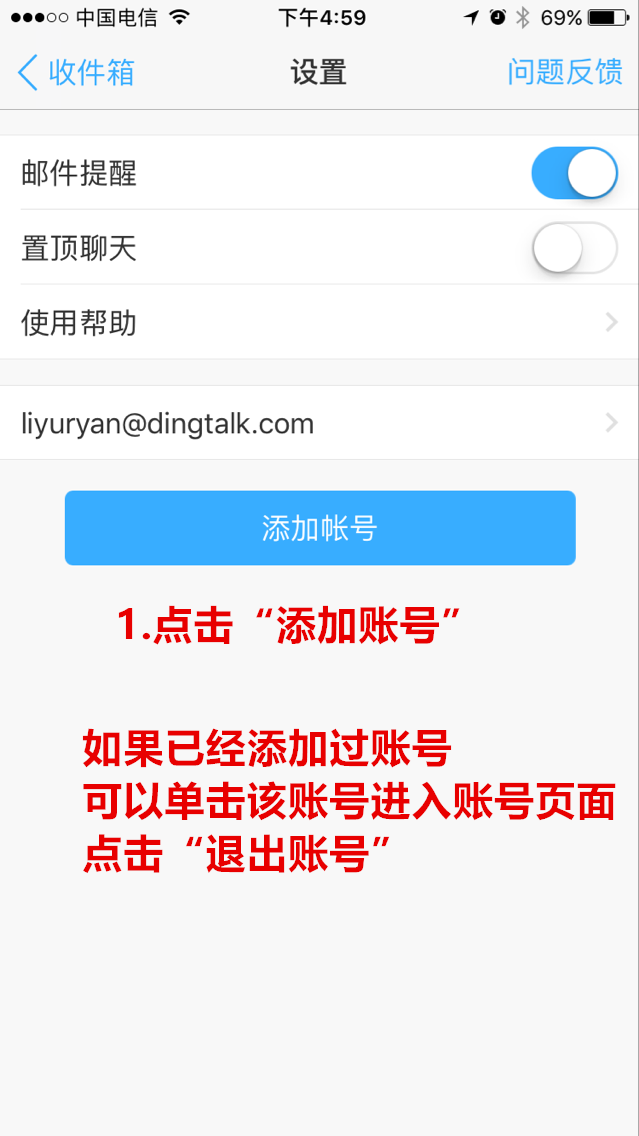 中国电信 下午4:59 69%
收件箱 设置 问题反馈
邮件提醒
置顶聊天
使用帮助
liyuryan@dingtalk.com
添加帐号
1.点击“添加账号”
如果已经添加过账号
可以单击该账号进入账号页面
点击“退出账号”